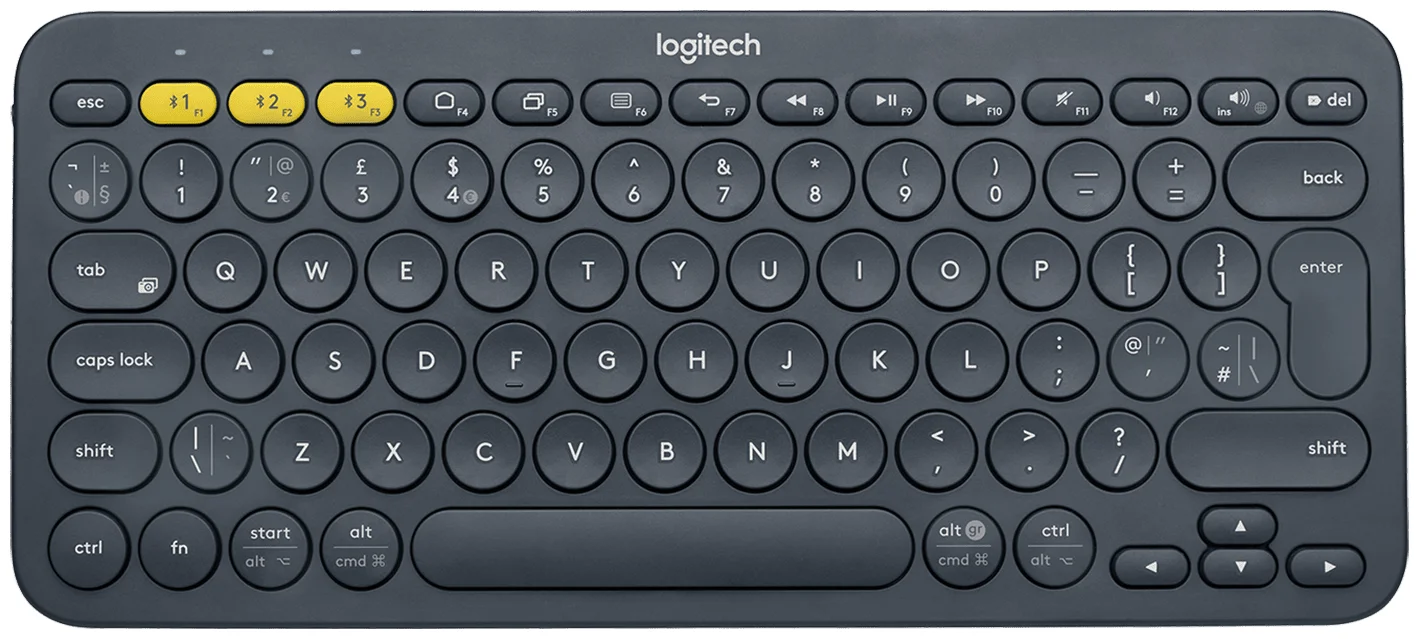 logitech
esc 1 F1 2 F2 3 F3 F4 F5 F6 F7 F8 F9 F10 F11 F12 ins del
¬ | ± ! " | @ £ $ % ^ & * ( ) — +
` ¦ | § 1 2 € 3 4 € 5 6 7 8 9 0 – = back
tab Q W E R T Y U I O P { [ } ] enter
caps lock A S D F G H J K L : ; @ | " ' ~ # | \
shift | \ ~ ` Z X C V B N M < , > . ? / shift
ctrl fn start alt ⌥ alt cmd ⌘ alt gr cmd ⌘ ctrl alt ⌥ ◀ ▲ ▼ ▶